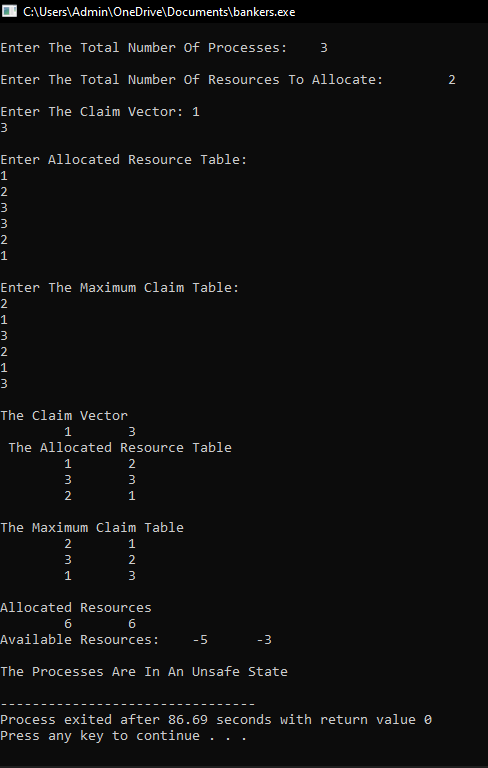 C:\Users\Admin\OneDrive\Documents\bankers.exe
Enter The Total Number Of Processes: 3
Enter The Total Number Of Resources To Allocate: 2
Enter The Claim Vector: 1
3
Enter Allocated Resource Table:
1
2
3
3
2
1
Enter The Maximum Claim Table:
2
1
3
2
1
3
The Claim Vector
1 3
The Allocated Resource Table
1 2
3 3
2 1
The Maximum Claim Table
2 1
3 2
1 3
Allocated Resources
6 6
Available Resources: -5 -3
The Processes Are In An Unsafe State
--------------------------------
Process exited after 86.69 seconds with return value 0
Press any key to continue . . .